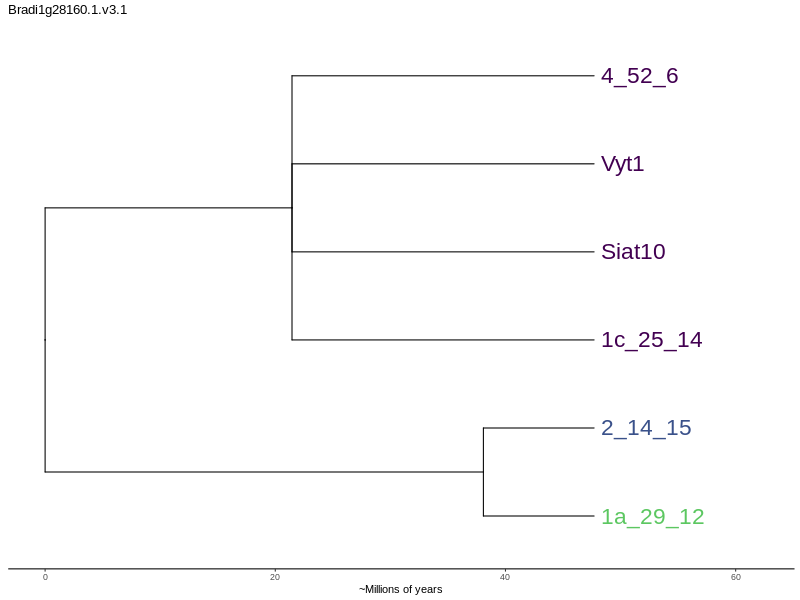 Bradi1g28160.1.v3.1
4_52_6
Vyt1
Siat10
1c_25_14
2_14_15
1a_29_12
0 20 40 60
~Millions of years